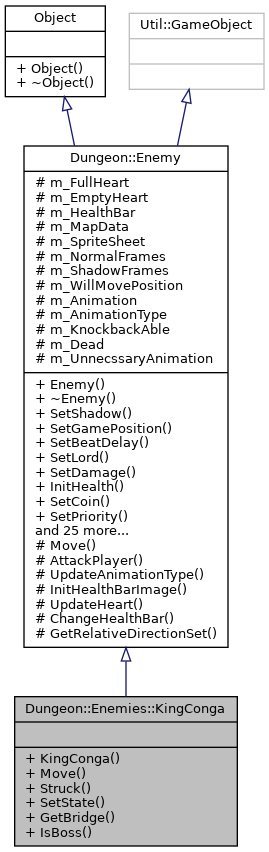 Object
+ Object()
+ ~Object()
Util::GameObject
Dungeon::Enemy
# m_FullHeart
# m_EmptyHeart
# m_HealthBar
# m_MapData
# m_SpriteSheet
# m_NormalFrames
# m_ShadowFrames
# m_WillMovePosition
# m_Animation
# m_AnimationType
# m_KnockbackAble
# m_Dead
# m_UnnecssaryAnimation
+ Enemy()
+ ~Enemy()
+ SetShadow()
+ SetGamePosition()
+ SetBeatDelay()
+ SetLord()
+ SetDamage()
+ InitHealth()
+ SetCoin()
+ SetPriority()
and 25 more...
# Move()
# AttackPlayer()
# UpdateAnimationType()
# InitHealthBarImage()
# UpdateHeart()
# ChangeHealthBar()
# GetRelativeDirectionSet()
Dungeon::Enemies::KingConga
+ KingConga()
+ Move()
+ Struck()
+ SetState()
+ GetBridge()
+ IsBoss()